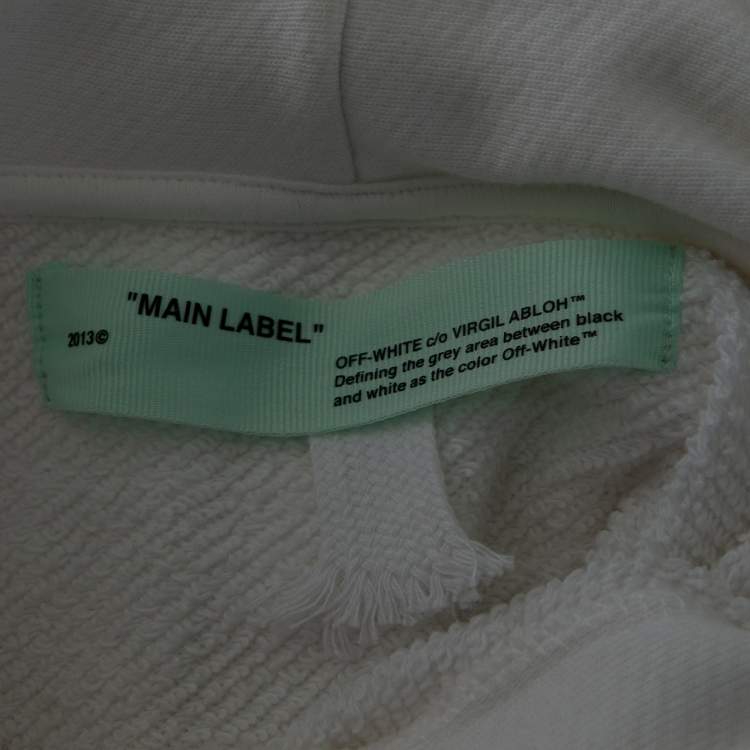 "MAIN LABEL"
2013©
OFF-WHITE c/o VIRGIL ABLOH™
Defining the grey area between black
and white as the color Off-White™